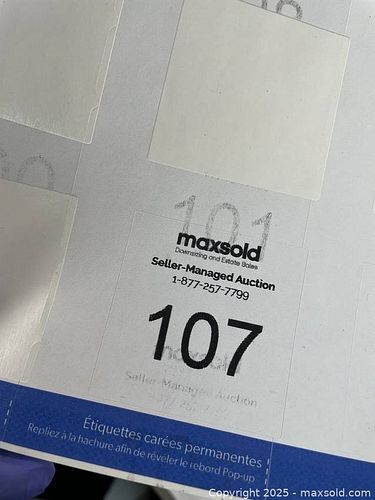 101
maxsold
Downsizing and Estate Sales
Seller-Managed Auction
1-877-257-7799
107
maxsold
Seller-Managed Auction
Étiquettes carées permanentes
Repliez à la hachure afin de révéler le rebord Pop-up
Copyright © 2025 - maxsold.com